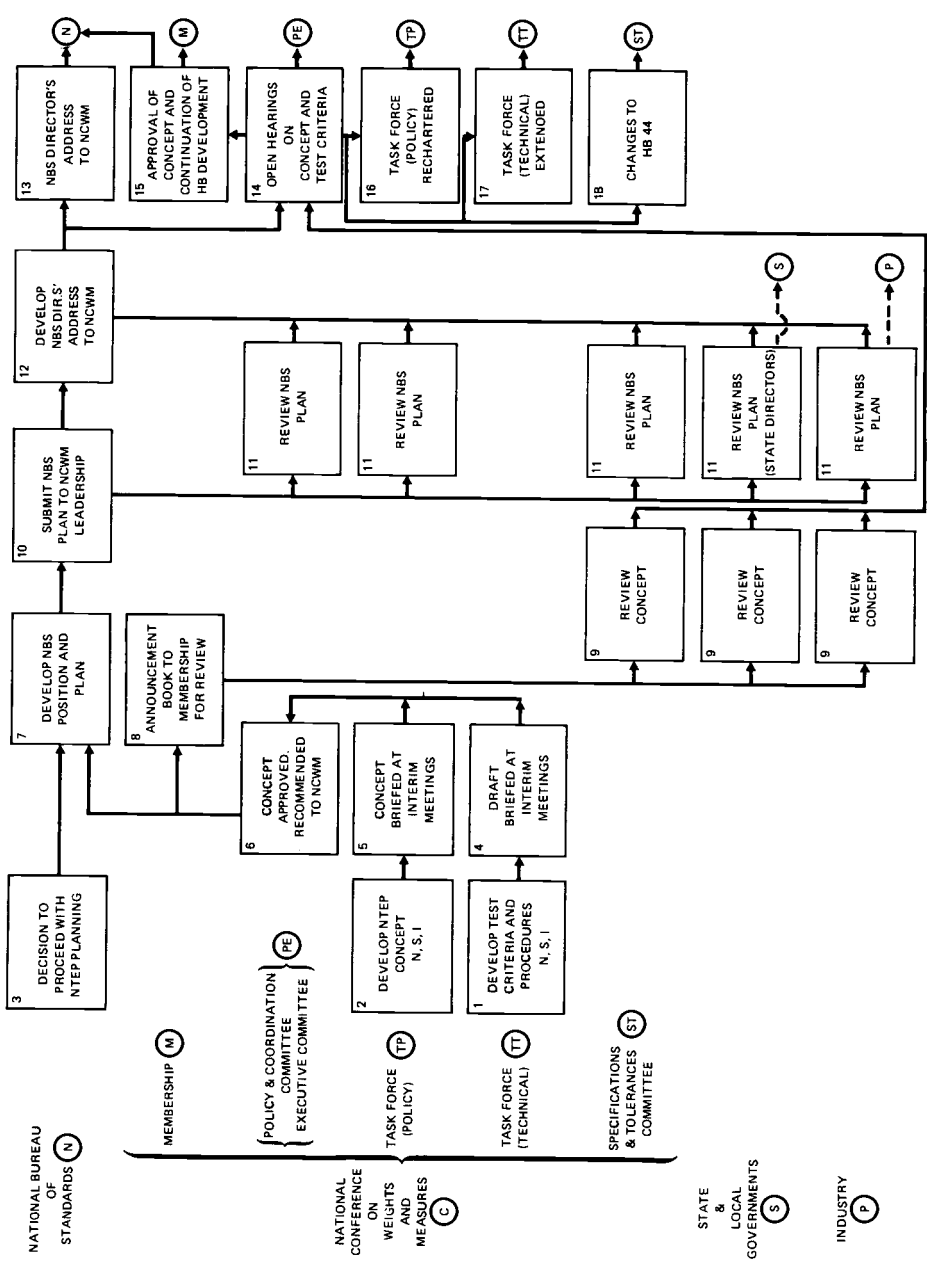 NATIONAL BUREAU
OF
STANDARDS N
NATIONAL
CONFERENCE
ON
WEIGHTS
AND
MEASURES
C
MEMBERSHIP M
POLICY & COORDINATION
COMMITTEE
EXECUTIVE COMMITTEE
PE
TASK FORCE
(POLICY)
TP
TASK FORCE
(TECHNICAL)
TT
SPECIFICATIONS
& TOLERANCES
COMMITTEE
ST
STATE
&
LOCAL
GOVERNMENTS
S
INDUSTRY
P
3
DECISION TO
PROCEED WITH
NTEP PLANNING
2
DEVELOP NTEP
CONCEPT
N, S, I
1
DEVELOP TEST
CRITERIA AND
PROCEDURES
N, S, I
7
DEVELOP NBS
POSITION AND
PLAN
8
ANNOUNCEMENT
BOOK TO
MEMBERSHIP
FOR REVIEW
6
CONCEPT
APPROVED.
RECOMMENDED
TO NCWM
5
CONCEPT
BRIEFED AT
INTERIM
MEETINGS
4
DRAFT
BRIEFED AT
INTERIM
MEETINGS
10
SUBMIT NBS
PLAN TO NCWM
LEADERSHIP
9
REVIEW
CONCEPT
9
REVIEW
CONCEPT
9
REVIEW
CONCEPT
12
DEVELOP
NBS DIR.S'
ADDRESS
TO NCWM
11
REVIEW NBS
PLAN
11
REVIEW NBS
PLAN
11
REVIEW NBS
PLAN
11
REVIEW NBS
PLAN
(STATE DIRECTORS)
11
REVIEW NBS
PLAN
S
P
13
NBS DIRECTOR'S
ADDRESS
TO NCWM
15
APPROVAL OF
CONCEPT AND
CONTINUATION OF
HB DEVELOPMENT
14
OPEN HEARINGS
ON
CONCEPT AND
TEST CRITERIA
16
TASK FORCE
(POLICY)
RECHARTERED
17
TASK FORCE
(TECHNICAL)
EXTENDED
18
CHANGES TO
HB 44
N
M
PE
TP
TT
ST